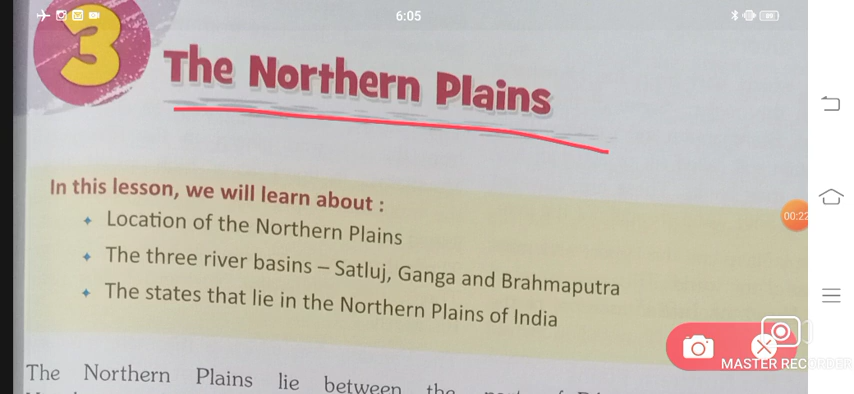 6:05
3
The Northern Plains
In this lesson, we will learn about :
Location of the Northern Plains
The three river basins – Satluj, Ganga and Brahmaputra
The states that lie in the Northern Plains of India
00:22
MASTER RECORDER
The Northern Plains lie between the